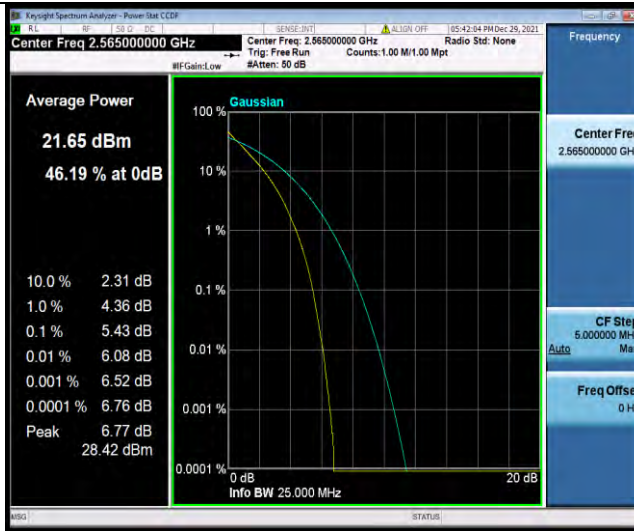 Keysight Spectrum Analyzer - Power Stat CCDF
RL RF 50 Ω DC SENSE:INT ALIGN OFF 05:42:04 PM Dec 29, 2021
Center Freq 2.565000000 GHz
Center Freq: 2.565000000 GHz Radio Std: None
Trig: Free Run Counts:1.00 M/1.00 Mpt
#IFGain:Low #Atten: 50 dB
Frequency
Average Power
21.65 dBm
46.19 % at 0dB
10.0 % 2.31 dB
1.0 % 4.36 dB
0.1 % 5.43 dB
0.01 % 6.08 dB
0.001 % 6.52 dB
0.0001 % 6.76 dB
Peak 6.77 dB
28.42 dBm
Gaussian
100 %
10 %
1 %
0.1 %
0.01 %
0.001 %
0.0001 %
0 dB 20 dB
Info BW 25.000 MHz
Center Fre
2.565000000 GH
CF Ste
5.000000 MH
Auto Ma
Freq Offse
0 H
MSG STATUS